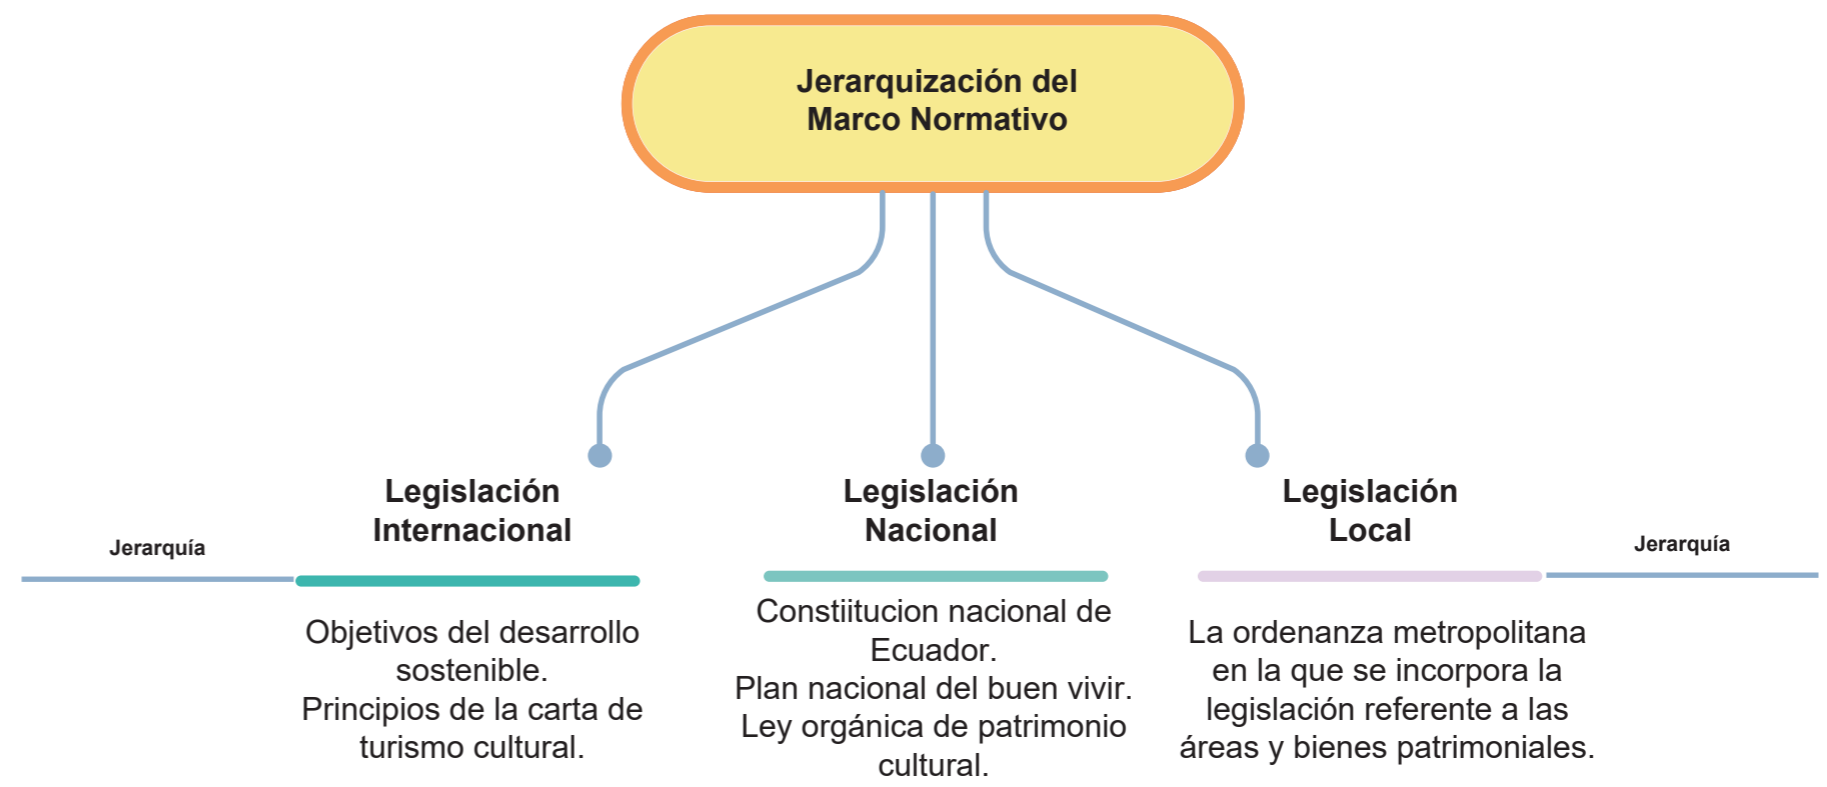 Jerarquización del
Marco Normativo
Jerarquía
Legislación
Internacional
Objetivos del desarrollo
sostenible.
Principios de la carta de
turismo cultural.
Legislación
Nacional
Constiitucion nacional de
Ecuador.
Plan nacional del buen vivir.
Ley orgánica de patrimonio
cultural.
Legislación
Local
La ordenanza metropolitana
en la que se incorpora la
legislación referente a las
áreas y bienes patrimoniales.
Jerarquía